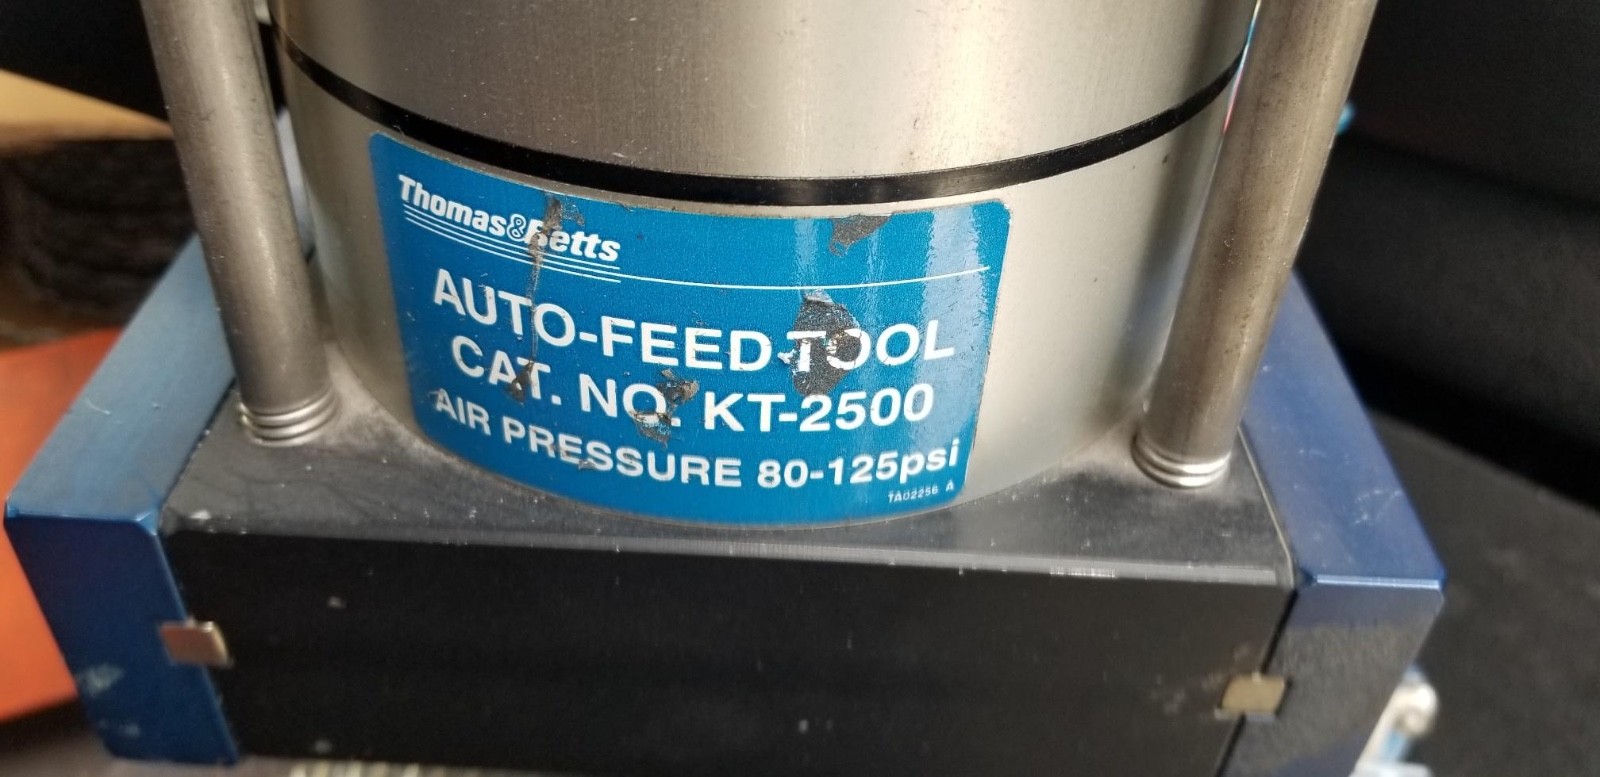 Thomas&Betts
AUTO-FEED TOOL
CAT. NO. KT-2500
AIR PRESSURE 80-125psi
TA02256 A